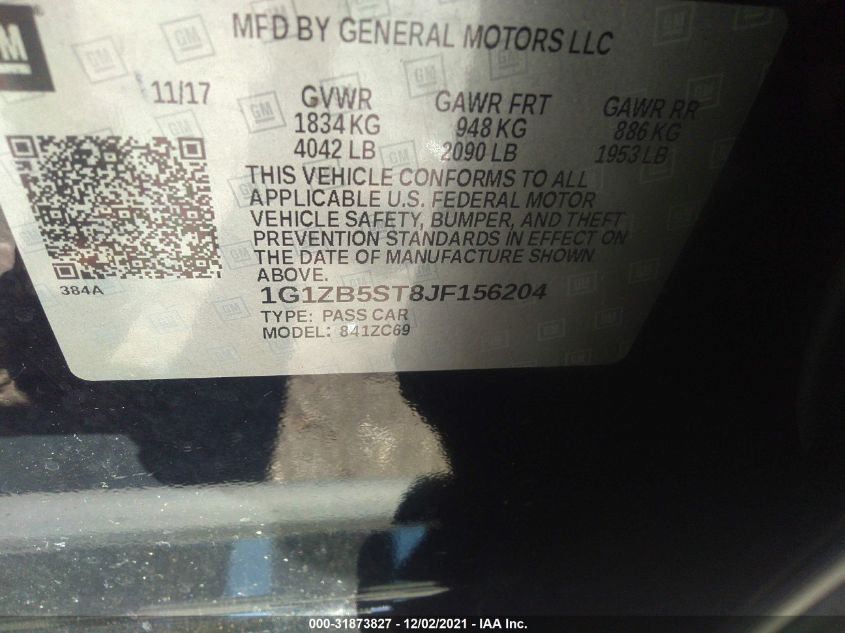 GM
MFD BY GENERAL MOTORS LLC
11/17 GVWR GAWR FRT GAWR RR
1834 KG 948 KG 886 KG
4042 LB 2090 LB 1953 LB
THIS VEHICLE CONFORMS TO ALL
APPLICABLE U.S. FEDERAL MOTOR
VEHICLE SAFETY, BUMPER, AND THEFT
PREVENTION STANDARDS IN EFFECT ON
THE DATE OF MANUFACTURE SHOWN
ABOVE.
384A
1G1ZB5ST8JF156204
TYPE: PASS CAR
MODEL: 841ZC69
000-31873827 - 12/02/2021 - IAA Inc.